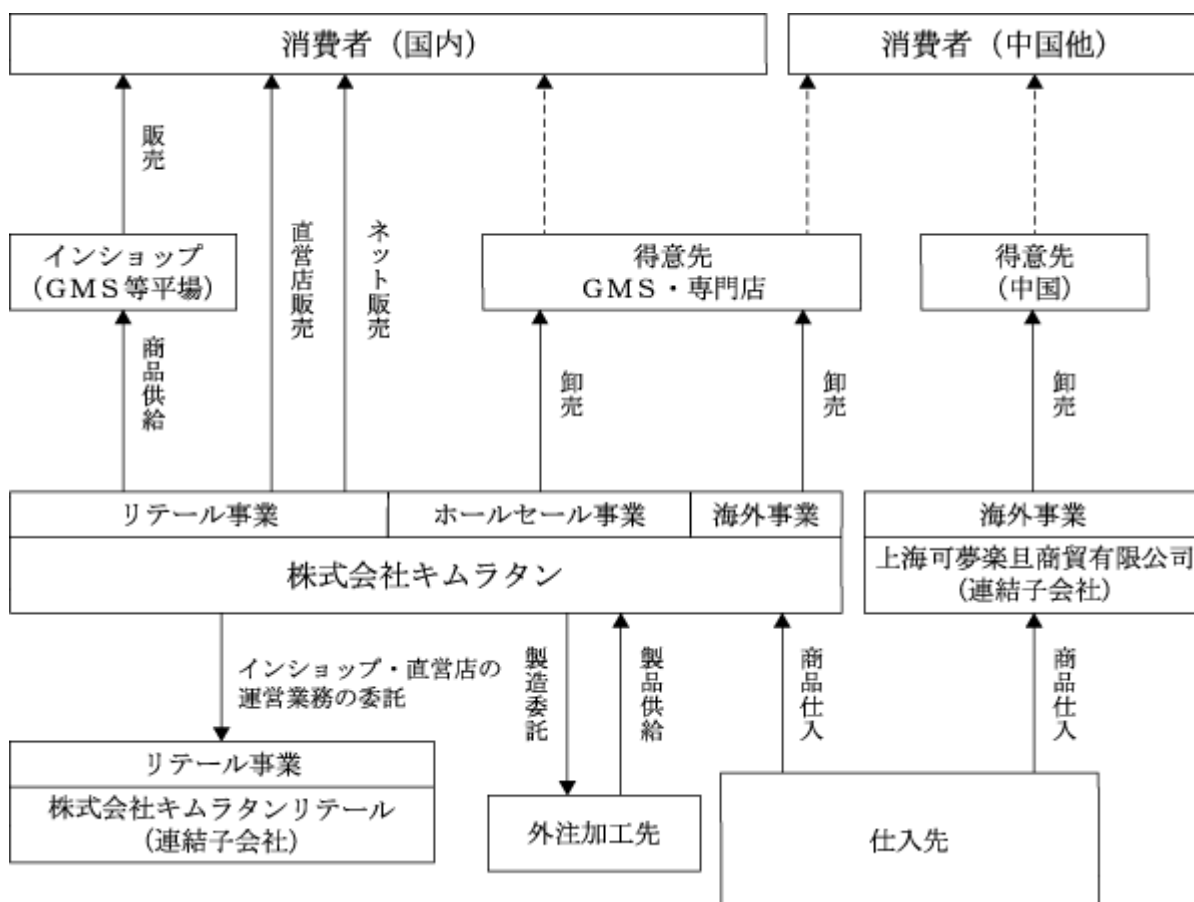 消費者（国内）
消費者（中国他）
販売
直営店販売
ネット販売
インショップ
（ＧＭＳ等平場）
得意先
ＧＭＳ・専門店
得意先
（中国）
商品供給
卸売
卸売
卸売
リテール事業
ホールセール事業
海外事業
海外事業
株式会社キムラタン
上海可夢楽旦商貿有限公司
（連結子会社）
インショップ・直営店の
運営業務の委託
製造委託
製品供給
商品仕入
商品仕入
リテール事業
株式会社キムラタンリテール
（連結子会社）
外注加工先
仕入先